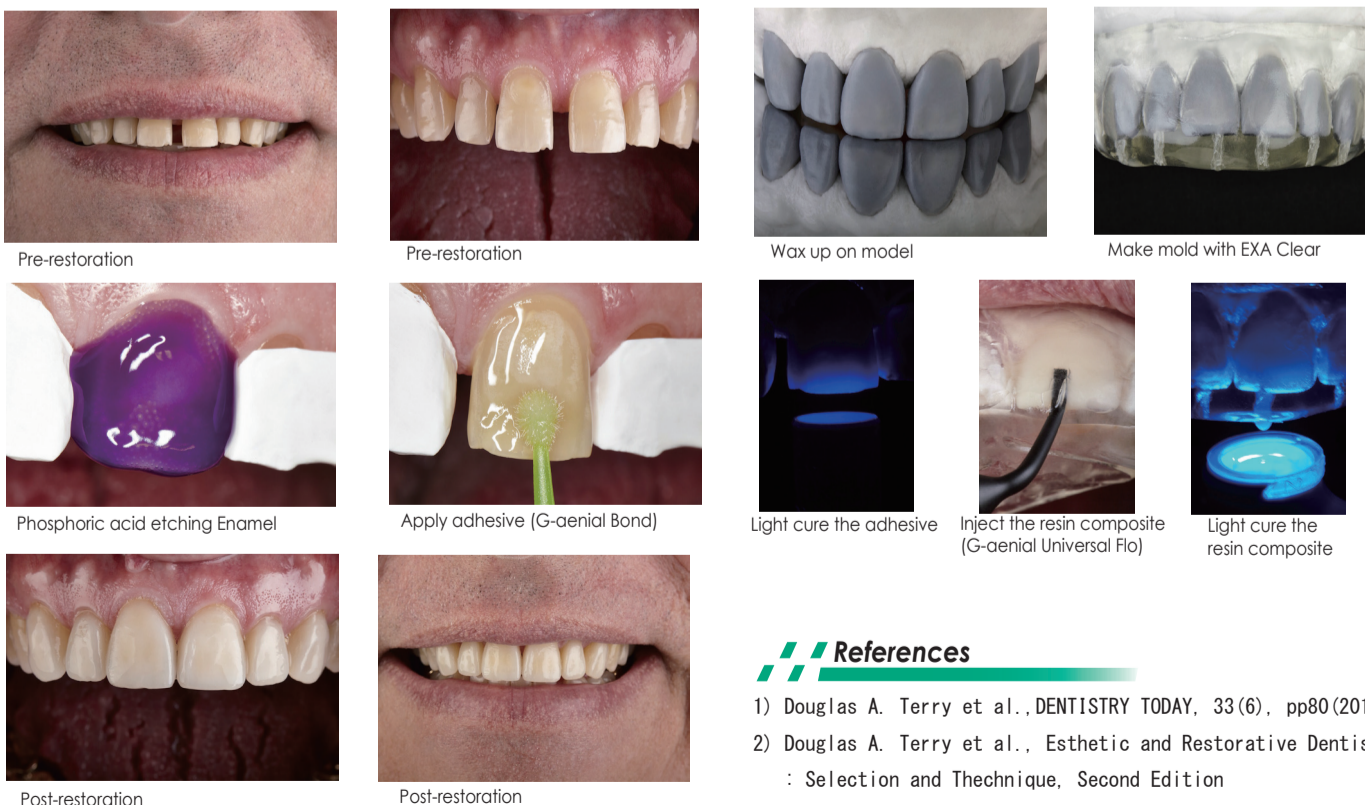 Pre-restoration
Pre-restoration
Wax up on model
Make mold with EXA Clear
Phosphoric acid etching Enamel
Apply adhesive (G-aenial Bond)
Light cure the adhesive
Inject the resin composite
(G-aenial Universal Flo)
Light cure the
resin composite
Post-restoration
Post-restoration
References
1) Douglas A. Terry et al.,DENTISTRY TODAY, 33(6), pp80(201
2) Douglas A. Terry et al., Esthetic and Restorative Dentis
: Selection and Thechnique, Second Edition